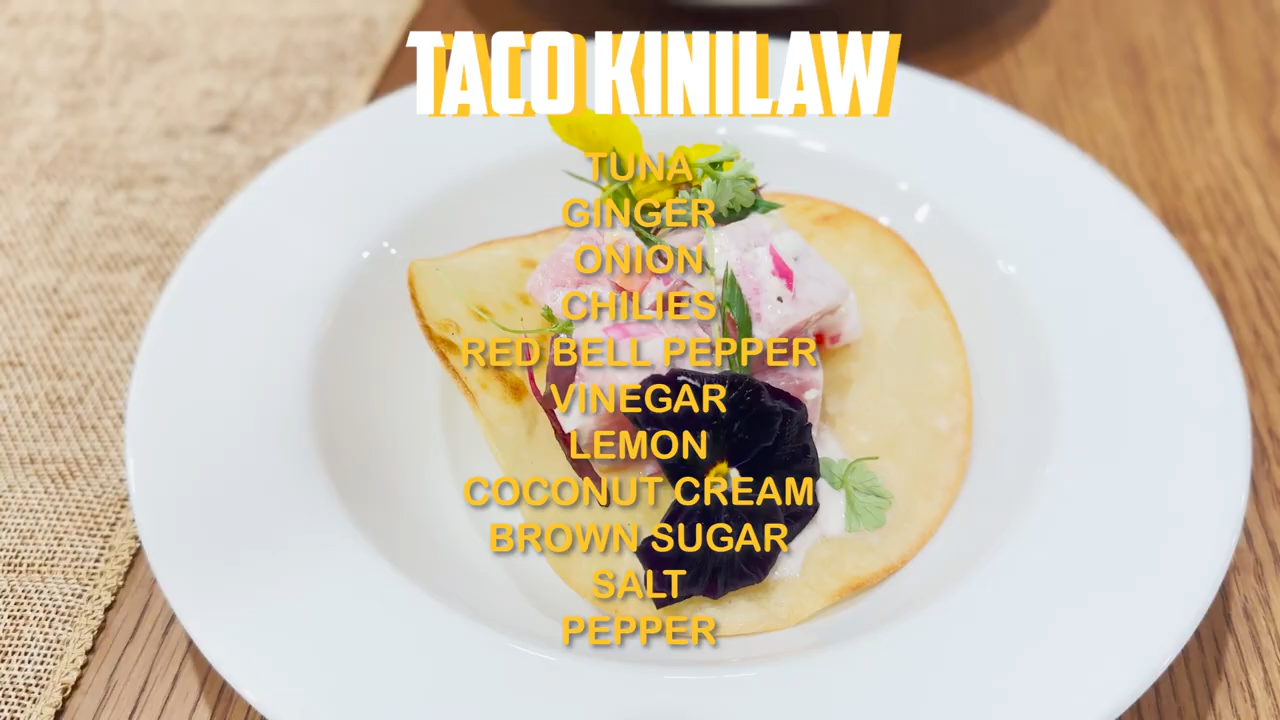 TACO KINILAW
TUNA
GINGER
ONION
CHILIES
RED BELL PEPPER
VINEGAR
LEMON
COCONUT CREAM
BROWN SUGAR
SALT
PEPPER